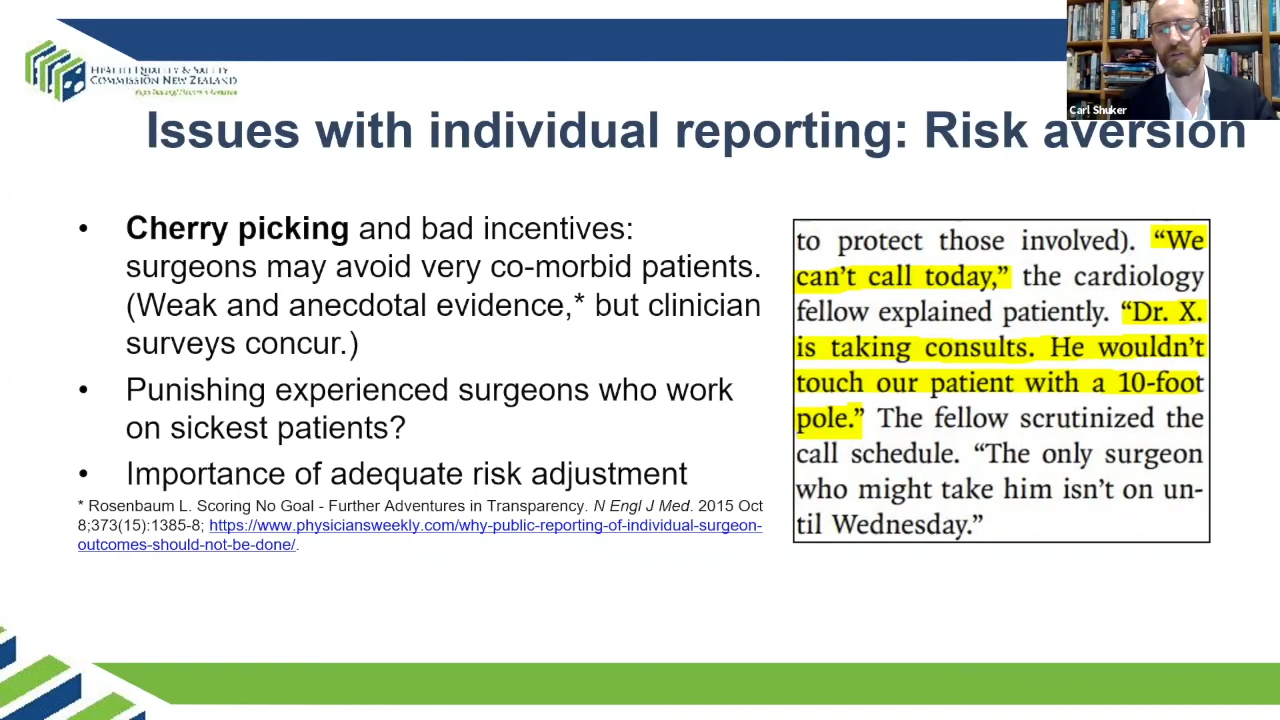 HEALTH QUALITY & SAFETY
COMMISSION NEW ZEALAND
Carl Shuker
Issues with individual reporting: Risk aversion
• Cherry picking and bad incentives:
surgeons may avoid very co-morbid patients.
(Weak and anecdotal evidence,* but clinician
surveys concur.)
• Punishing experienced surgeons who work
on sickest patients?
• Importance of adequate risk adjustment
* Rosenbaum L. Scoring No Goal - Further Adventures in Transparency. N Engl J Med. 2015 Oct
8;373(15):1385-8; https://www.physiciansweekly.com/why-public-reporting-of-individual-surgeon-
outcomes-should-not-be-done/.
to protect those involved). “We
can’t call today,” the cardiology
fellow explained patiently. “Dr. X.
is taking consults. He wouldn’t
touch our patient with a 10-foot
pole.” The fellow scrutinized the
call schedule. “The only surgeon
who might take him isn’t on un-
til Wednesday.”